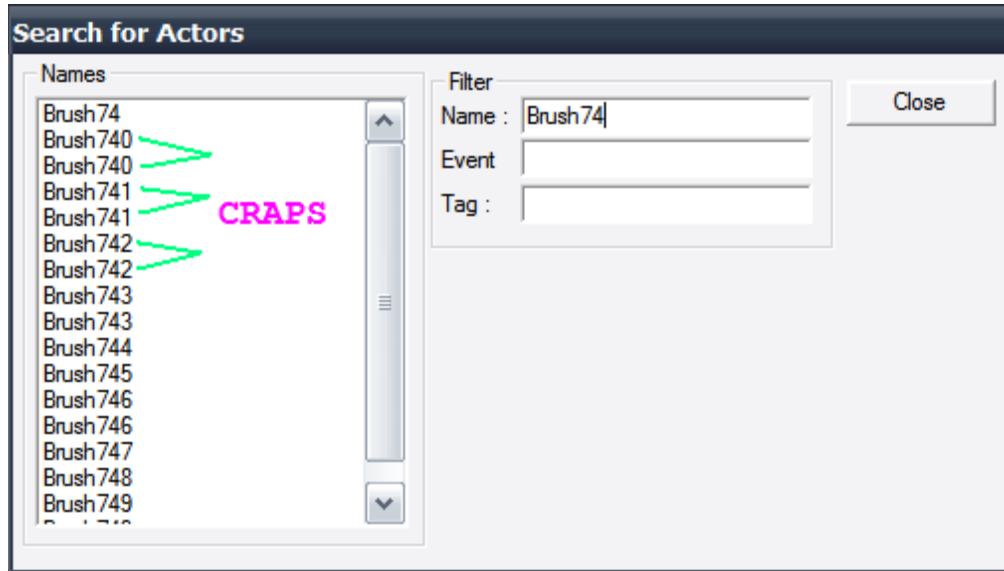 Search for Actors
Names
Brush74
Brush740
Brush740
Brush741
Brush741
Brush742
Brush742
Brush743
Brush743
Brush744
Brush745
Brush746
Brush746
Brush747
Brush748
Brush749
CRAPS
Filter
Name : Brush74
Event
Tag :
Close